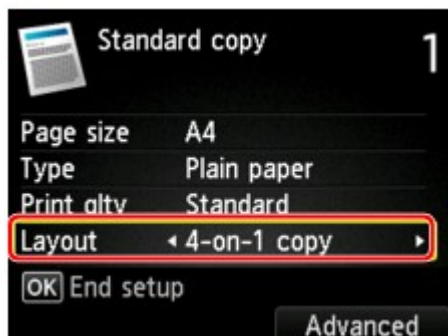 Standard copy 1
Page size A4
Type Plain paper
Print qlty Standard
Layout 4-on-1 copy
OK End setup
Advanced